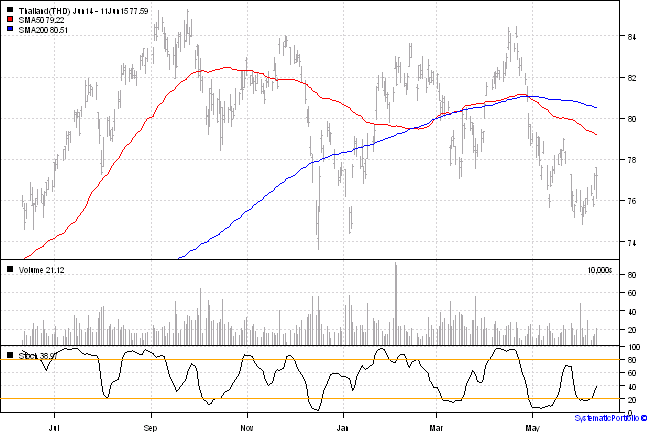 Thailand(THD) Jun14 - 11Jun15 77.59
SMA50 79.22
SMA200 80.51
84
82
80
78
76
74
Volume 21.12
10,000s
80
60
40
20
Stock 38.97
100
80
60
40
20
0
Jul Sep Nov Jan Mar May
SystematicPortfolio ©